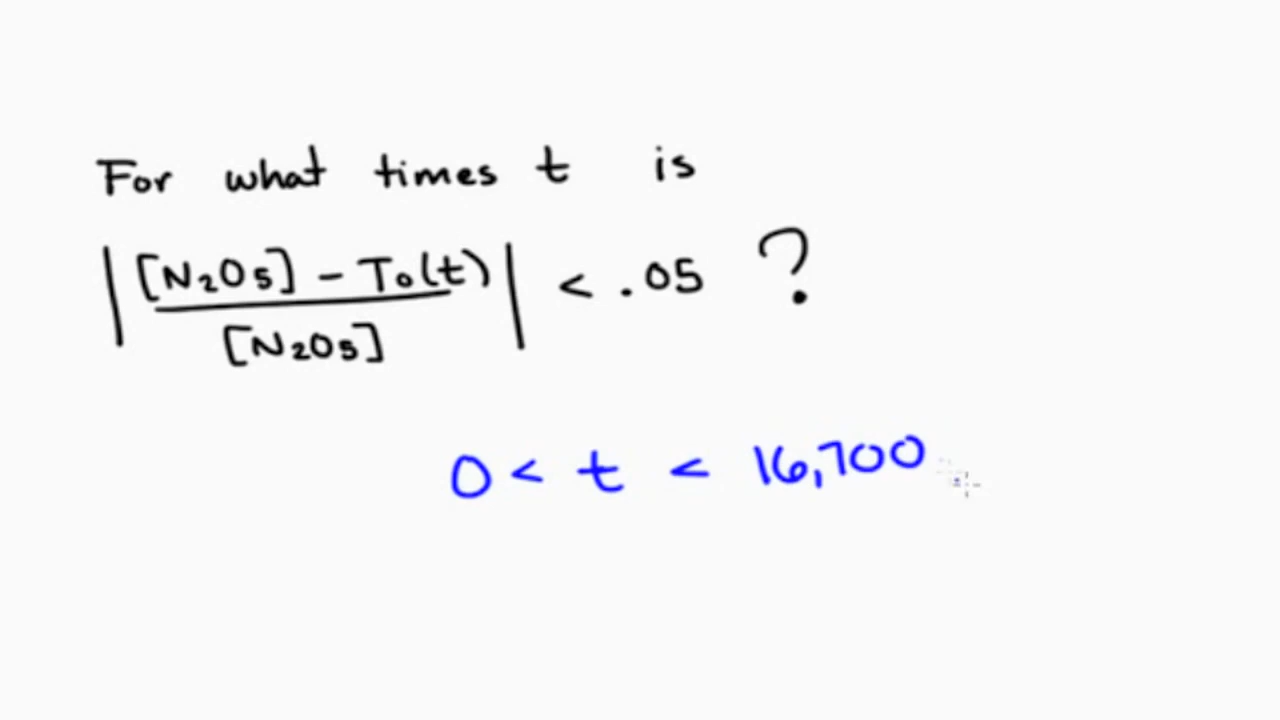 For what times t is
| [N₂O₅] - T₀(t) / [N₂O₅] | < .05 ?
0 < t < 16,700